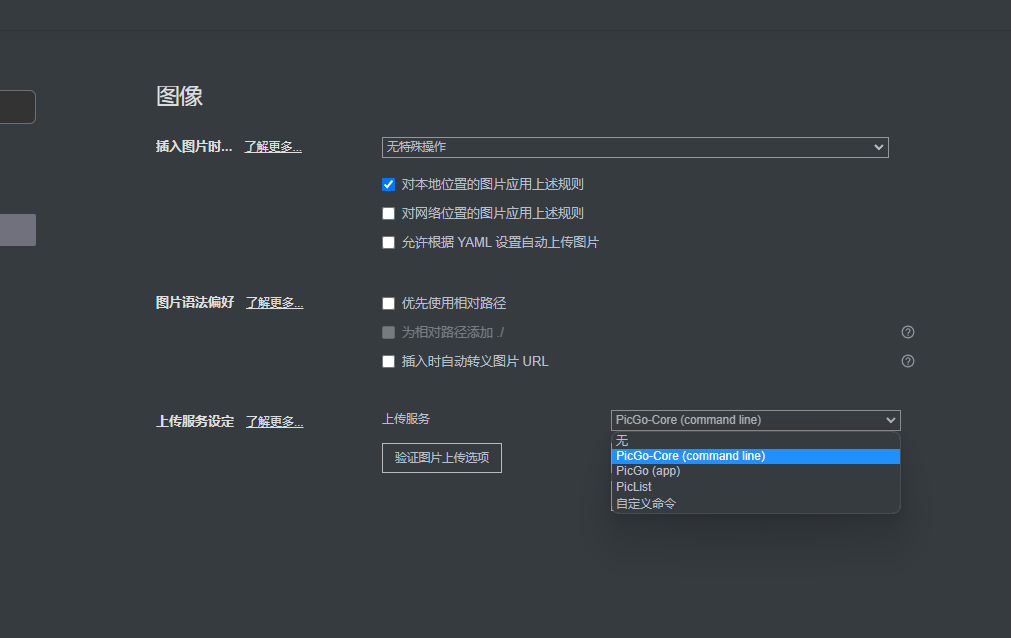 图像
插入图片时... 了解更多... 无特殊操作
对本地位置的图片应用上述规则
对网络位置的图片应用上述规则
允许根据 YAML 设置自动上传图片
图片语法偏好 了解更多... 优先使用相对路径
为相对路径添加 ./
插入时自动转义图片 URL
上传服务设定 了解更多... 上传服务 PicGo-Core (command line)
无
验证图片上传选项 PicGo-Core (command line)
PicGo (app)
PicList
自定义命令